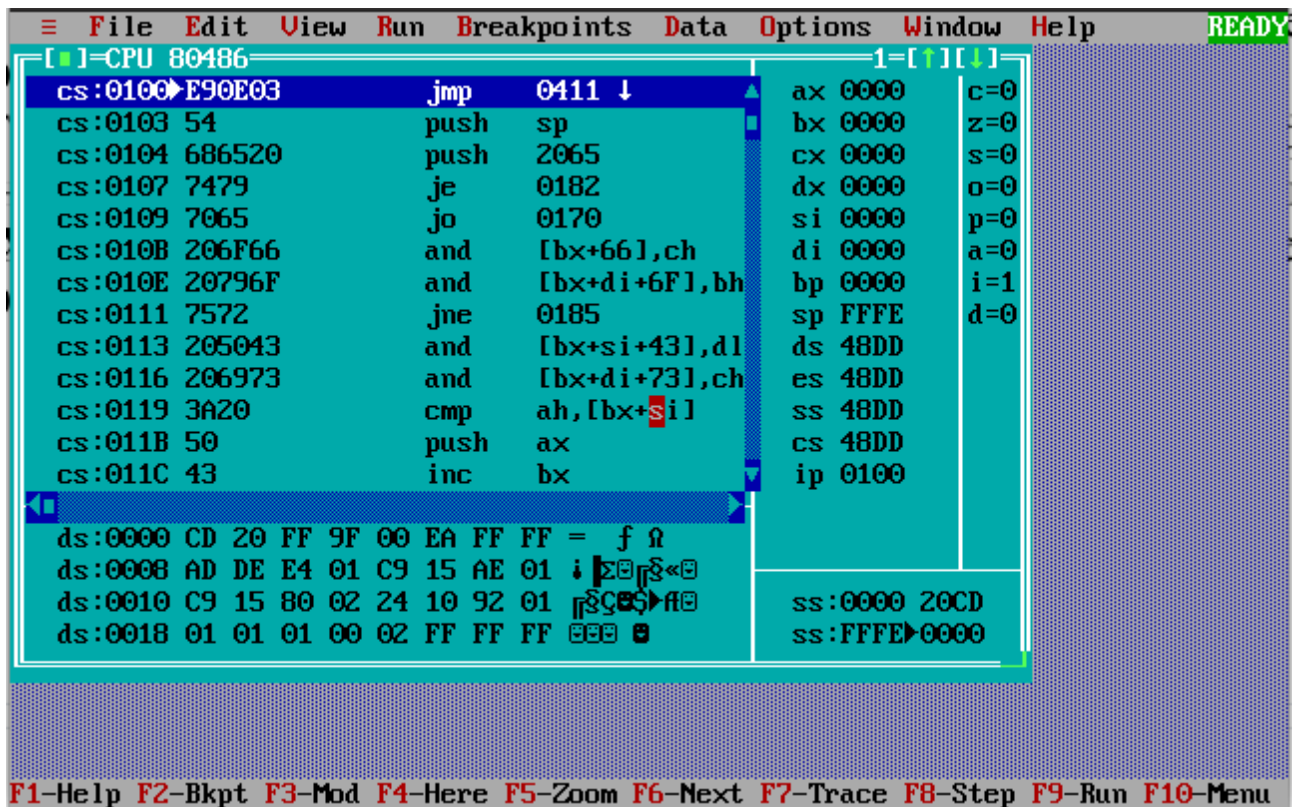 ≡ File Edit View Run Breakpoints Data Options Window Help READY
[■]=CPU 80486 1=[↑][↓]
cs:0100►E90E03 jmp 0411 ↓ ax 0000 c=0
cs:0103 54 push sp bx 0000 z=0
cs:0104 686520 push 2065 cx 0000 s=0
cs:0107 7479 je 0182 dx 0000 o=0
cs:0109 7065 jo 0170 si 0000 p=0
cs:010B 206F66 and [bx+66],ch di 0000 a=0
cs:010E 20796F and [bx+di+6F],bh bp 0000 i=1
cs:0111 7572 jne 0185 sp FFFE d=0
cs:0113 205043 and [bx+si+43],dl ds 48DD
cs:0116 206973 and [bx+di+73],ch es 48DD
cs:0119 3A20 cmp ah,[bx+si] ss 48DD
cs:011B 50 push ax cs 48DD
cs:011C 43 inc bx ip 0100
ds:0000 CD 20 FF 9F 00 EA FF FF = ƒ Ω
ds:0008 AD DE E4 01 C9 15 AE 01 ¡▐Σ☺╔§«☺
ds:0010 C9 15 80 02 24 10 92 01 ╔§Ç☻$►Æ☺ ss:0000 20CD
ds:0018 01 01 01 00 02 FF FF FF ☺☺☺ ☻ ss:FFFE►0000
F1-Help F2-Bkpt F3-Mod F4-Here F5-Zoom F6-Next F7-Trace F8-Step F9-Run F10-Menu